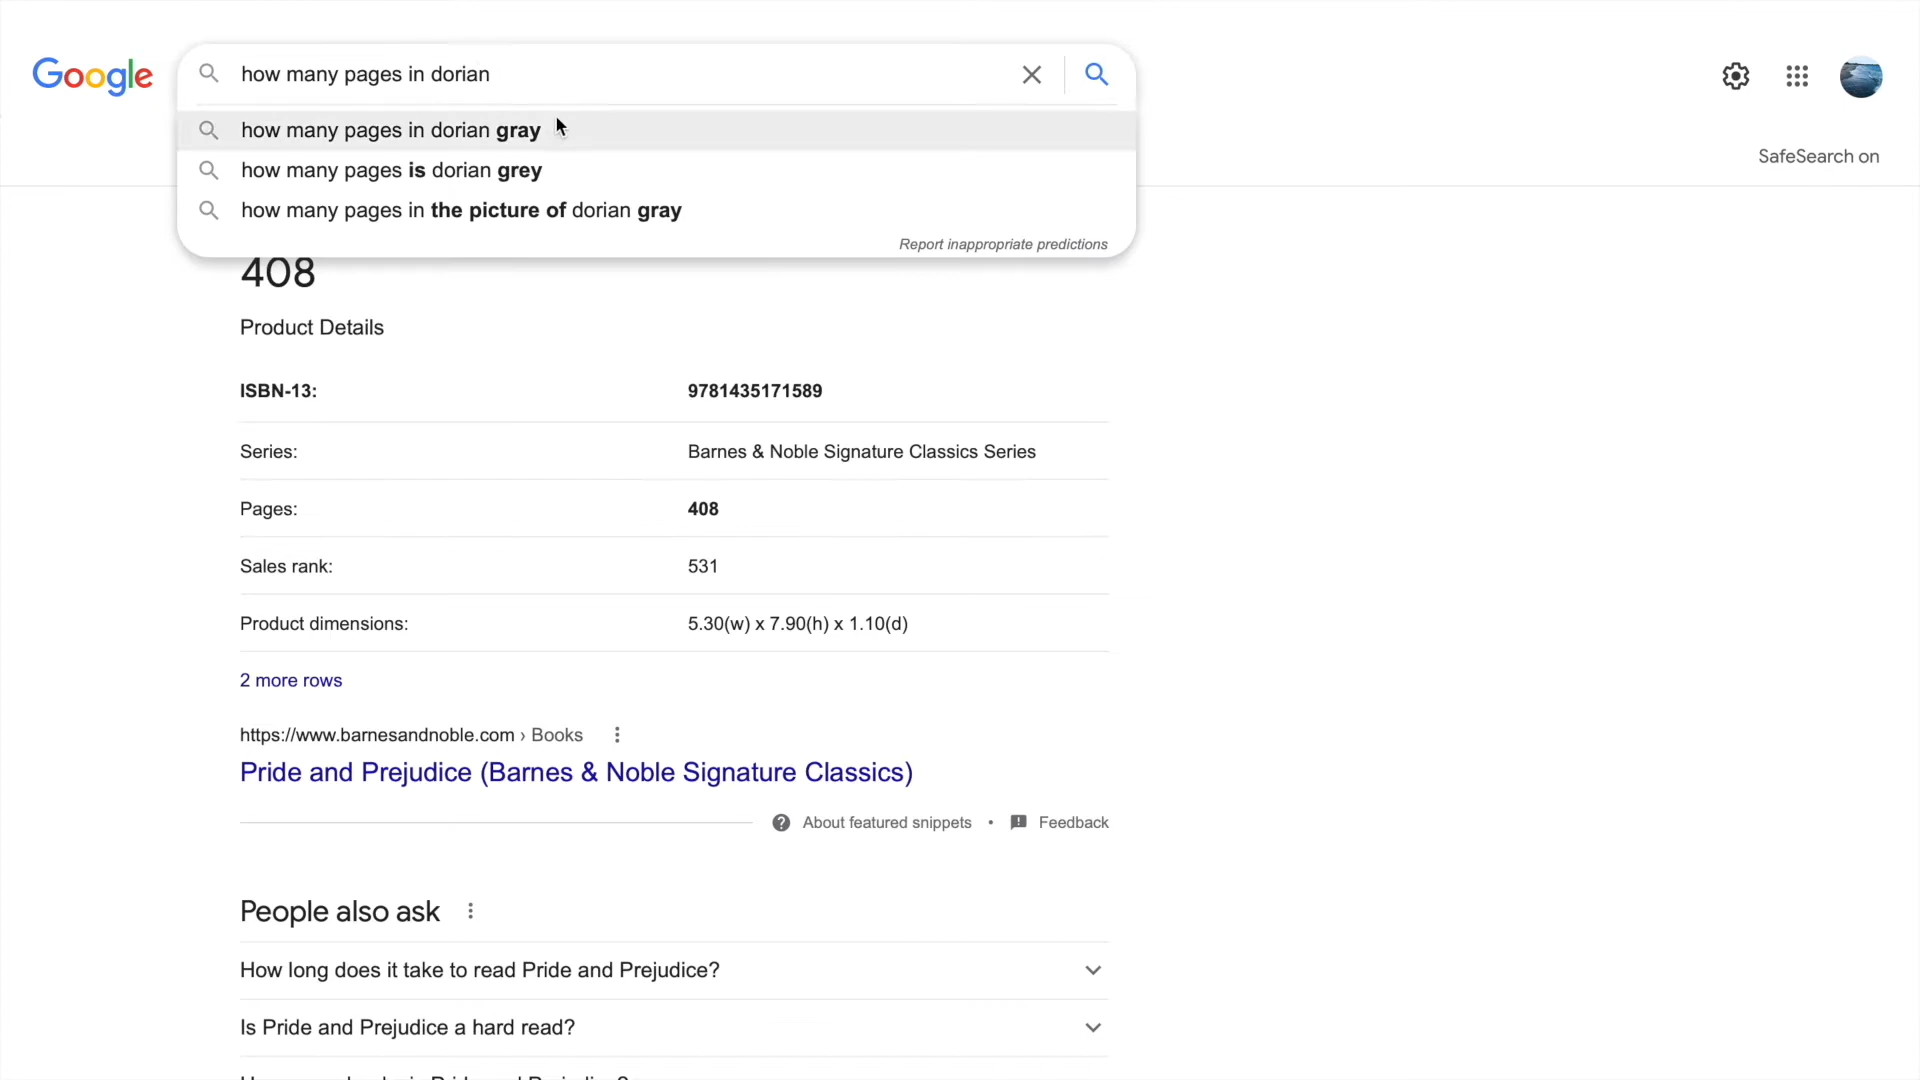 Google
how many pages in dorian
how many pages in dorian gray
how many pages is dorian grey
how many pages in the picture of dorian gray
Report inappropriate predictions
SafeSearch on
408
Product Details
ISBN-13: 9781435171589
Series: Barnes & Noble Signature Classics Series
Pages: 408
Sales rank: 531
Product dimensions: 5.30(w) x 7.90(h) x 1.10(d)
2 more rows
https://www.barnesandnoble.com › Books
Pride and Prejudice (Barnes & Noble Signature Classics)
About featured snippets • Feedback
People also ask
How long does it take to read Pride and Prejudice?
Is Pride and Prejudice a hard read?